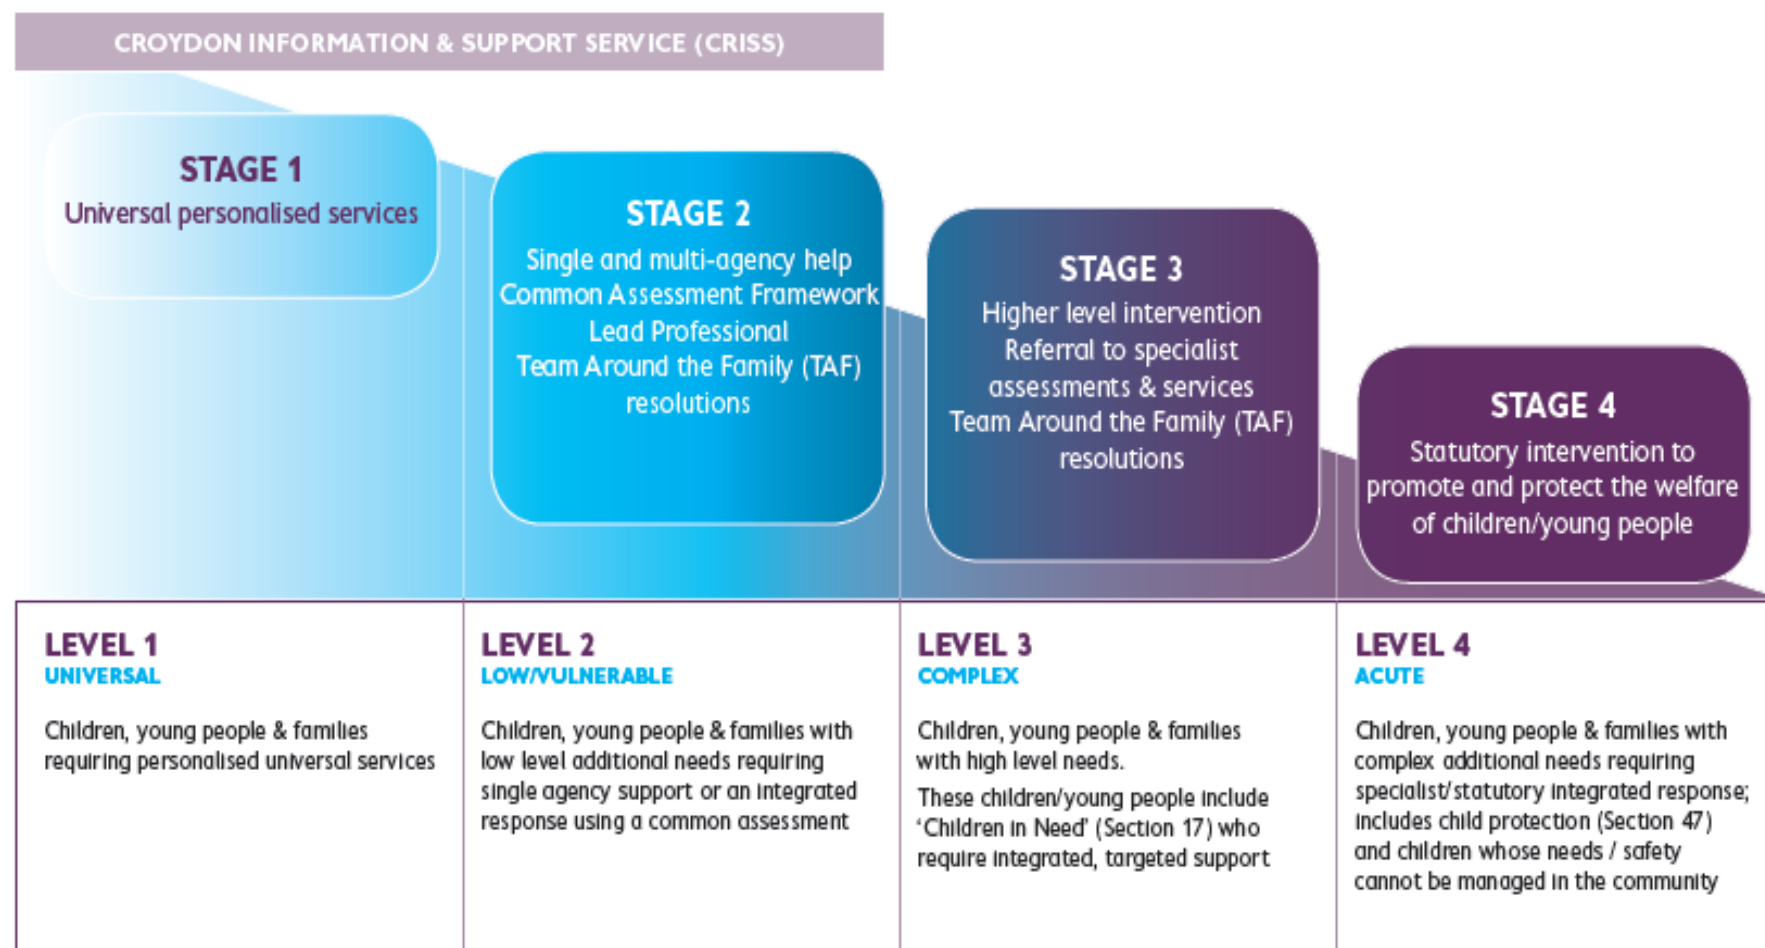 CROYDON INFORMATION & SUPPORT SERVICE (CRISS)
STAGE 1
Universal personalised services
STAGE 2
Single and multi-agency help
Common Assessment Framework
Lead Professional
Team Around the Family (TAF)
resolutions
STAGE 3
Higher level intervention
Referral to specialist
assessments & services
Team Around the Family (TAF)
resolutions
STAGE 4
Statutory intervention to
promote and protect the welfare
of children/young people
LEVEL 1
UNIVERSAL
Children, young people & families
requiring personalised universal services
LEVEL 2
LOW/VULNERABLE
Children, young people & families with
low level additional needs requiring
single agency support or an integrated
response using a common assessment
LEVEL 3
COMPLEX
Children, young people & families
with high level needs.
These children/young people include
‘Children in Need’ (Section 17) who
require integrated, targeted support
LEVEL 4
ACUTE
Children, young people & families with
complex additional needs requiring
specialist/statutory integrated response;
includes child protection (Section 47)
and children whose needs / safety
cannot be managed in the community